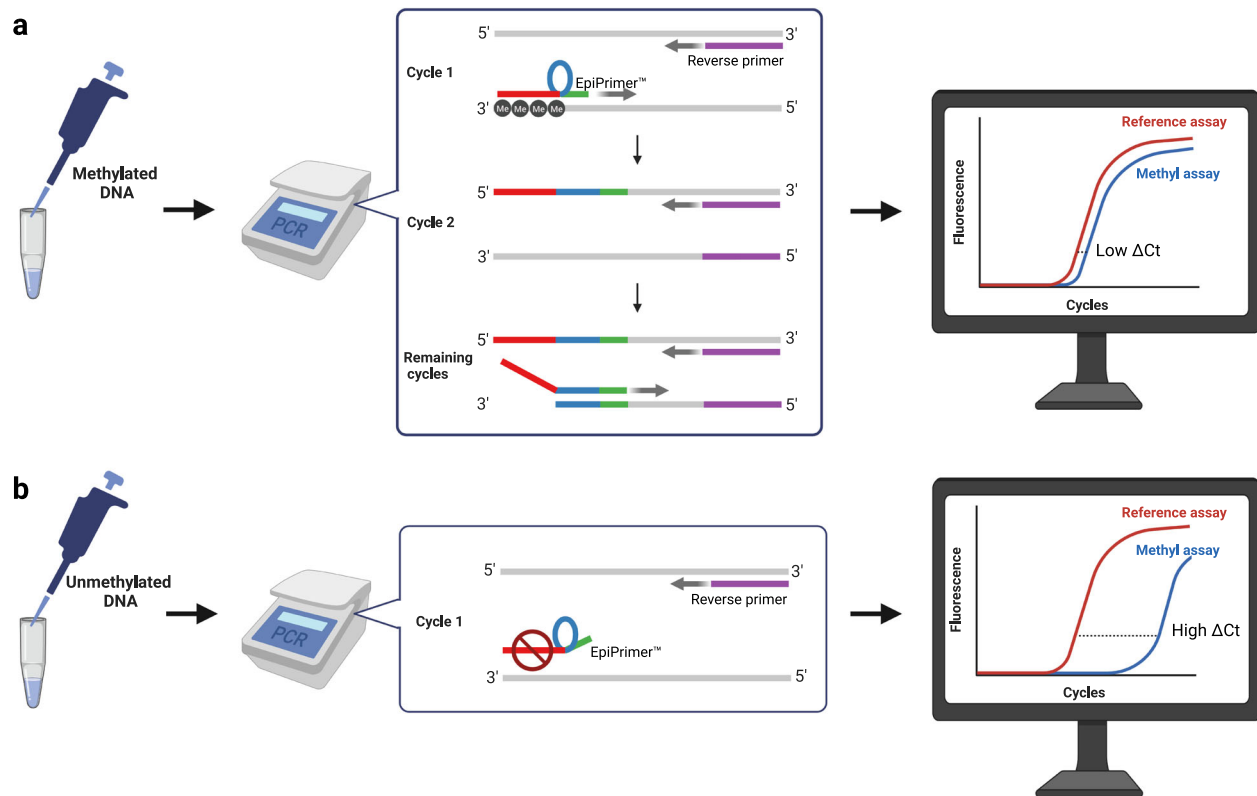 a
Methylated
DNA
PCR
Cycle 1
5'
3'
Reverse primer
EpiPrimer™
3'
Me Me Me Me
5'
5'
3'
Cycle 2
3'
5'
5'
3'
Remaining
cycles
3'
5'
Fluorescence
Reference assay
Methyl assay
Low ΔCt
Cycles
b
Unmethylated
DNA
PCR
Cycle 1
5'
3'
Reverse primer
EpiPrimer™
3'
5'
Fluorescence
Reference assay
Methyl assay
High ΔCt
Cycles